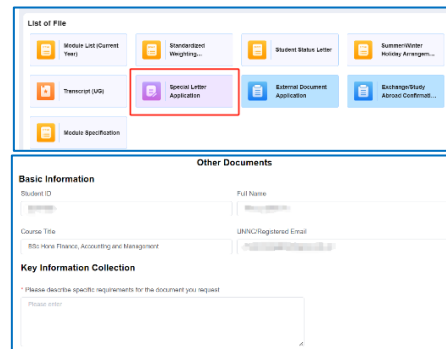 List of File
Module List (Current
Year)
Standardized
Weighting...
Student Status Letter
Summer/Winter
Holiday Arrangem...
Transcript (UG)
Special Letter
Application
External Document
Application
Exchange/Study
Abroad Confirmati...
Module Specification
Other Documents
Basic Information
Student ID
Full Name
Course Title
UNNC/Registered Email
BSc Hons Finance, Accounting and Management
Key Information Collection
* Please describe specific requirements for the document you request
Please enter